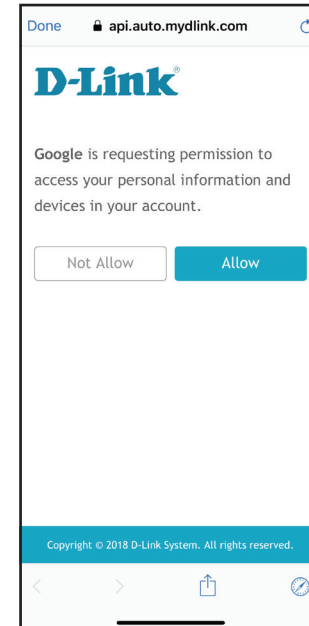 Done api.auto.mydlink.com
D-Link®
Google is requesting permission to
access your personal information and
devices in your account.
Not Allow Allow
Copyright © 2018 D-Link System. All rights reserved.